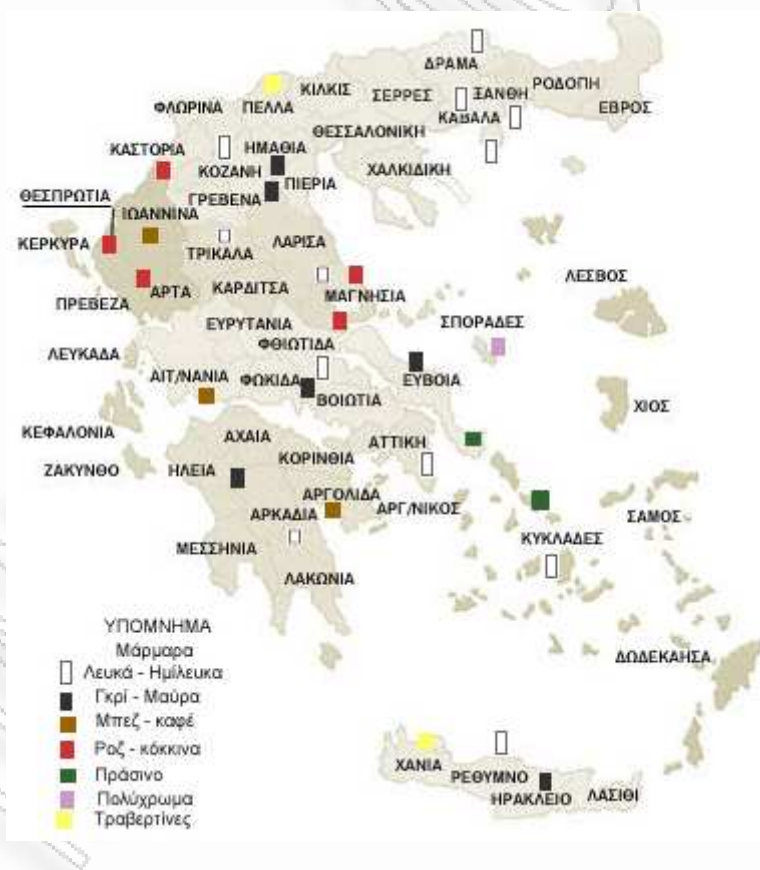 ΔΡΑΜΑ
ΡΟΔΟΠΗ
ΚΙΛΚΙΣ
ΣΕΡΡΕΣ
ΞΑΝΘΗ
ΦΛΩΡΙΝΑ
ΠΕΛΛΑ
ΕΒΡΟΣ
ΚΑΒΑΛΑ
ΘΕΣΣΑΛΟΝΙΚΗ
ΚΑΣΤΟΡΙΑ
ΗΜΑΘΙΑ
ΚΟΖΑΝΗ
ΧΑΛΚΙΔΙΚΗ
ΠΙΕΡΙΑ
ΘΕΣΠΡΩΤΙΑ
ΓΡΕΒΕΝΑ
ΙΩΑΝΝΙΝΑ
ΚΕΡΚΥΡΑ
ΛΑΡΙΣΑ
ΤΡΙΚΑΛΑ
ΛΕΣΒΟΣ
ΚΑΡΔΙΤΣΑ
ΑΡΤΑ
ΜΑΓΝΗΣΙΑ
ΠΡΕΒΕΖΑ
ΕΥΡΥΤΑΝΙΑ
ΣΠΟΡΑΔΕΣ
ΦΘΙΩΤΙΔΑ
ΛΕΥΚΑΔΑ
ΑΙΤ/ΝΑΝΙΑ
ΦΩΚΙΔΑ
ΕΥΒΟΙΑ
ΒΟΙΩΤΙΑ
ΧΙΟΣ
ΚΕΦΑΛΟΝΙΑ
ΑΧΑΙΑ
ΑΤΤΙΚΗ
ΚΟΡΙΝΘΙΑ
ΖΑΚΥΝΘΟ
ΗΛΕΙΑ
ΑΡΓΟΛΙΔΑ
ΑΡΓ/ΝΙΚΟΣ
ΑΡΚΑΔΙΑ
ΣΑΜΟΣ
ΚΥΚΛΑΔΕΣ
ΜΕΣΣΗΝΙΑ
ΛΑΚΩΝΙΑ
ΔΩΔΕΚΑΗΣΑ
ΥΠΟΜΝΗΜΑ
Μάρμαρα
Λευκά - Ημίλευκα
Γκρί - Μαύρα
Μπεζ - καφέ
Ροζ - κόκκινα
Πράσινο
Πολύχρωμα
Τραβερτίνες
ΧΑΝΙΑ
ΡΕΘΥΜΝΟ
ΗΡΑΚΛΕΙΟ
ΛΑΣΙΘΙ